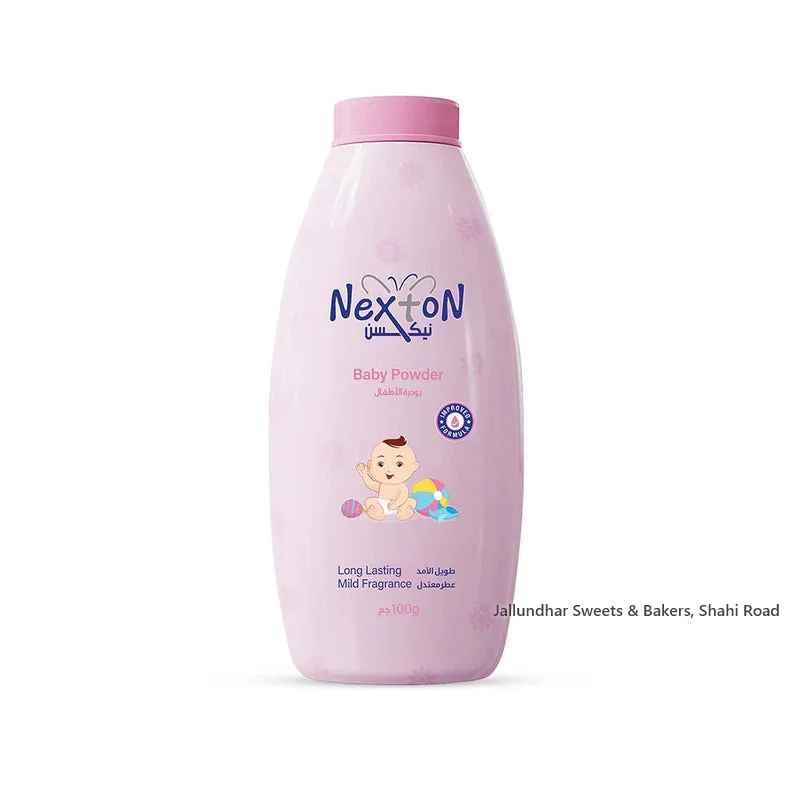 NextoN
نيكسن
Baby Powder
بودرة الأطفال
IMPROVED
FORMULA
Long Lasting طويل الأمد
Mild Fragrance عطر معتدل
100g جم
Jallundhar Sweets & Bakers, Shahi Road